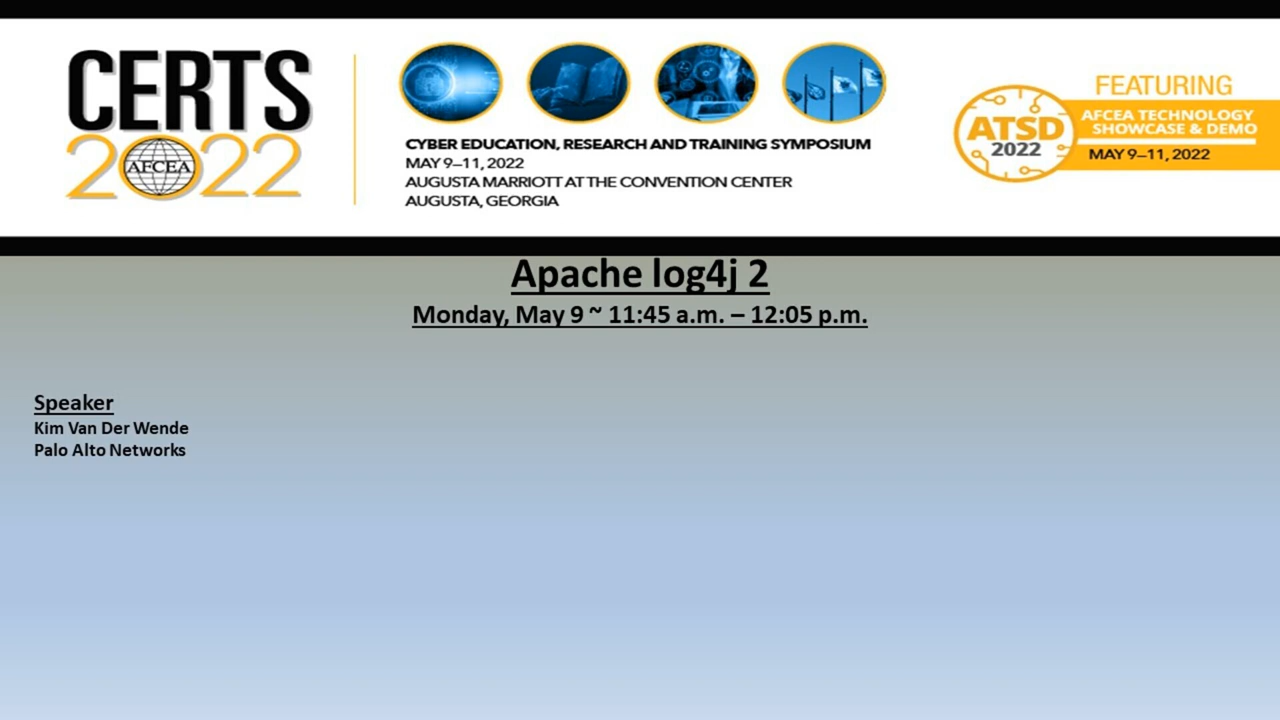 CERTS
2022
AFCEA
CYBER EDUCATION, RESEARCH AND TRAINING SYMPOSIUM
MAY 9–11, 2022
AUGUSTA MARRIOTT AT THE CONVENTION CENTER
AUGUSTA, GEORGIA
FEATURING
ATSD
2022
AFCEA TECHNOLOGY
SHOWCASE & DEMO
MAY 9–11, 2022
Apache log4j 2
Monday, May 9 ~ 11:45 a.m. – 12:05 p.m.
Speaker
Kim Van Der Wende
Palo Alto Networks